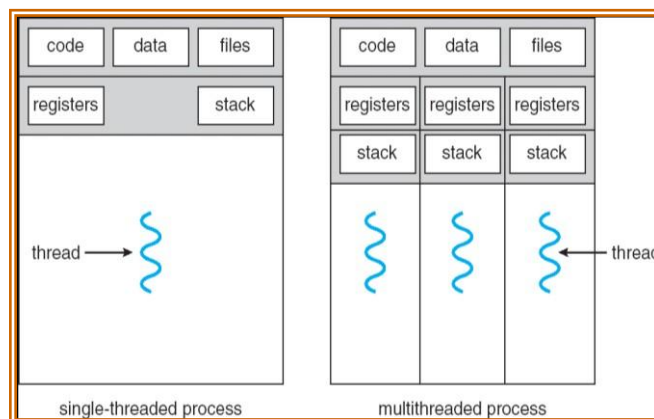 code data files
registers stack
thread
single-threaded process
code data files
registers registers registers
stack stack stack
thread
multithreaded process